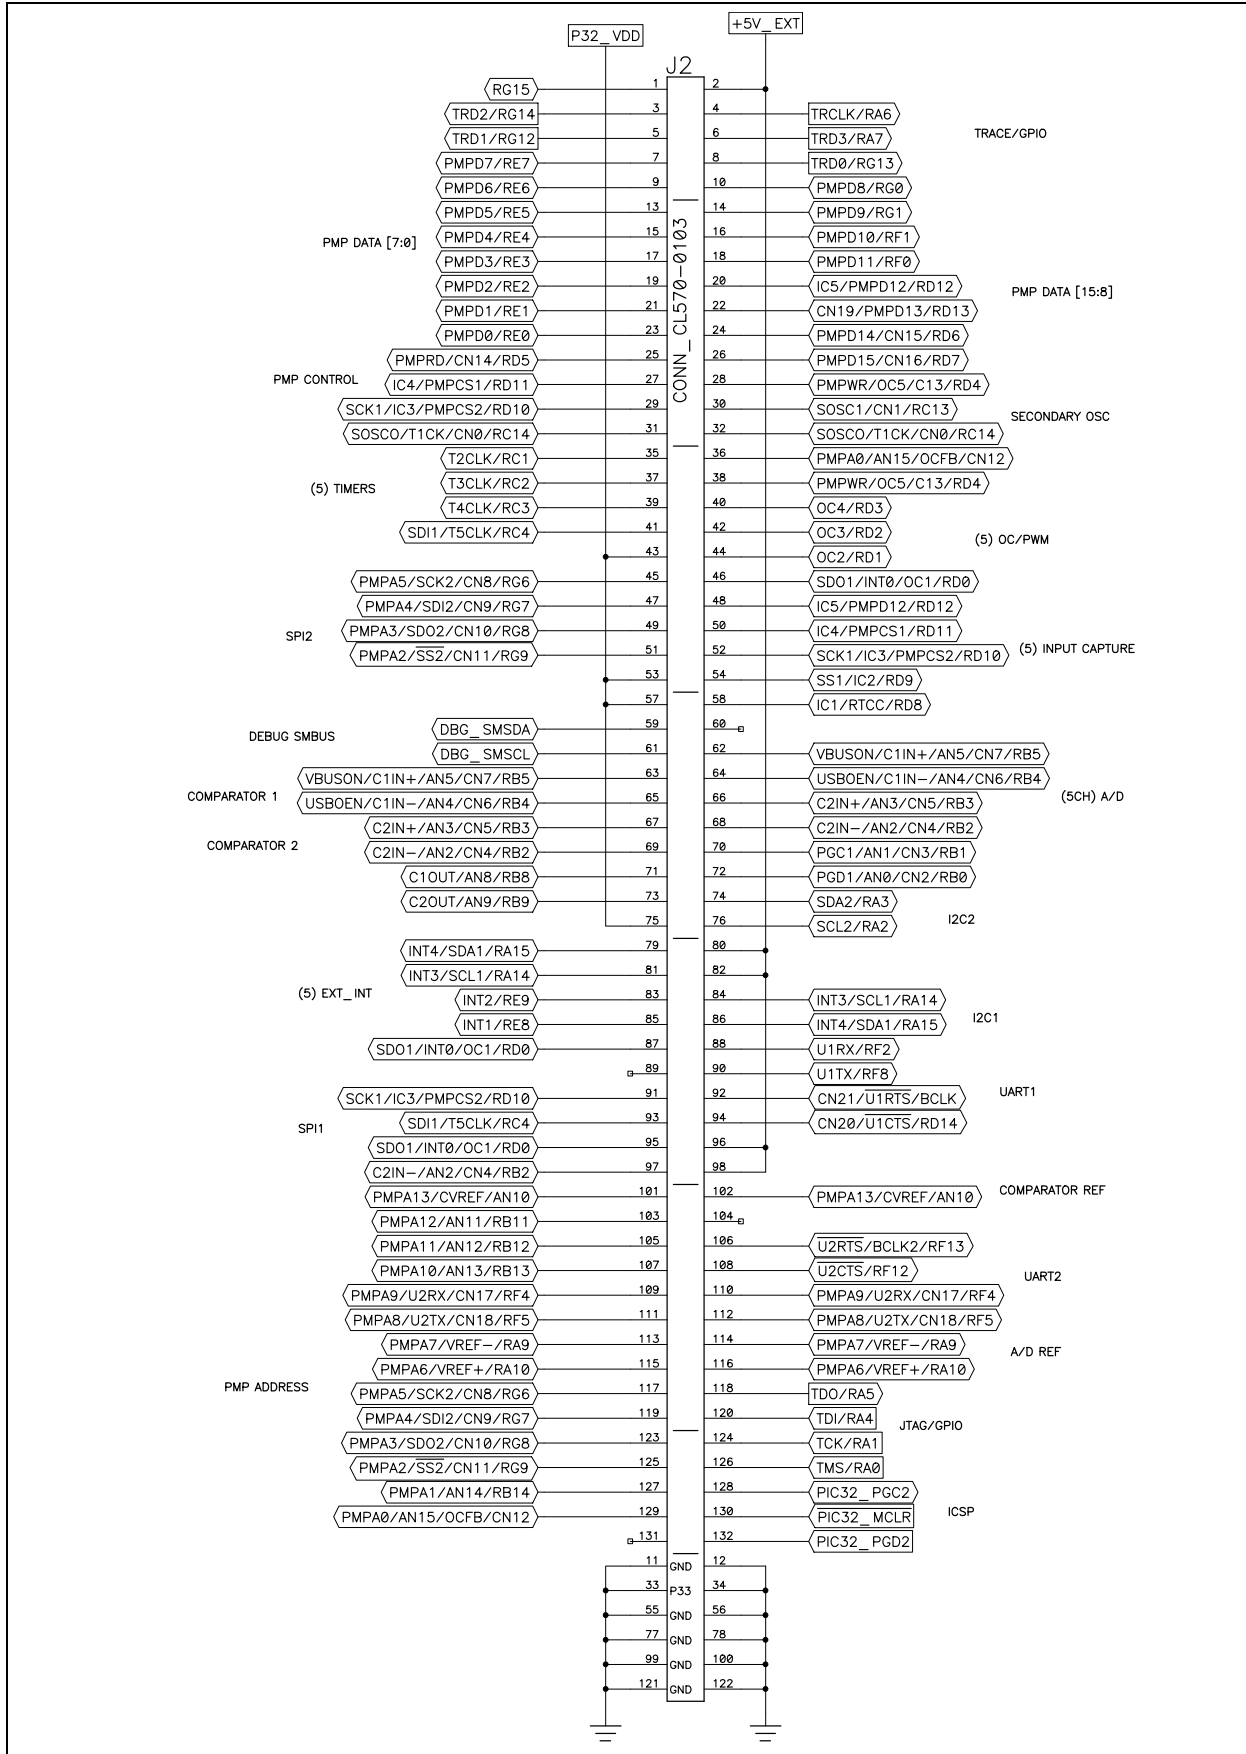 P32_VDD
+5V_EXT
J2
CONN_CL570-0103
RG15 1 2
TRD2/RG14 3 4 TRCLK/RA6
TRACE/GPIO
TRD1/RG12 5 6 TRD3/RA7
PMPD7/RE7 7 8 TRD0/RG13
PMPD6/RE6 9 10 PMPD8/RG0
PMPD5/RE5 13 14 PMPD9/RG1
PMP DATA [7:0] PMPD4/RE4 15 16 PMPD10/RF1
PMPD3/RE3 17 18 PMPD11/RF0
PMPD2/RE2 19 20 IC5/PMPD12/RD12 PMP DATA [15:8]
PMPD1/RE1 21 22 CN19/PMPD13/RD13
PMPD0/RE0 23 24 PMPD14/CN15/RD6
PMPRD/CN14/RD5 25 26 PMPD15/CN16/RD7
PMP CONTROL IC4/PMPCS1/RD11 27 28 PMPWR/OC5/C13/RD4
SCK1/IC3/PMPCS2/RD10 29 30 SOSC1/CN1/RC13 SECONDARY OSC
SOSCO/T1CK/CN0/RC14 31 32 SOSCO/T1CK/CN0/RC14
T2CLK/RC1 35 36 PMPA0/AN15/OCFB/CN12
(5) TIMERS T3CLK/RC2 37 38 PMPWR/OC5/C13/RD4
T4CLK/RC3 39 40 OC4/RD3
SDI1/T5CLK/RC4 41 42 OC3/RD2 (5) OC/PWM
43 44 OC2/RD1
PMPA5/SCK2/CN8/RG6 45 46 SDO1/INT0/OC1/RD0
PMPA4/SDI2/CN9/RG7 47 48 IC5/PMPD12/RD12
SPI2 PMPA3/SDO2/CN10/RG8 49 50 IC4/PMPCS1/RD11
PMPA2/SS2/CN11/RG9 51 52 SCK1/IC3/PMPCS2/RD10 (5) INPUT CAPTURE
53 54 SS1/IC2/RD9
57 58 IC1/RTCC/RD8
DEBUG SMBUS DBG_SMSDA 59 60
DBG_SMSCL 61 62 VBUSON/C1IN+/AN5/CN7/RB5
VBUSON/C1IN+/AN5/CN7/RB5 63 64 USBOEN/C1IN-/AN4/CN6/RB4
COMPARATOR 1 USBOEN/C1IN-/AN4/CN6/RB4 65 66 C2IN+/AN3/CN5/RB3 (5CH) A/D
C2IN+/AN3/CN5/RB3 67 68 C2IN-/AN2/CN4/RB2
COMPARATOR 2 C2IN-/AN2/CN4/RB2 69 70 PGC1/AN1/CN3/RB1
C1OUT/AN8/RB8 71 72 PGD1/AN0/CN2/RB0
C2OUT/AN9/RB9 73 74 SDA2/RA3
75 76 SCL2/RA2 I2C2
INT4/SDA1/RA15 79 80
INT3/SCL1/RA14 81 82
(5) EXT_INT INT2/RE9 83 84 INT3/SCL1/RA14
INT1/RE8 85 86 INT4/SDA1/RA15 I2C1
SDO1/INT0/OC1/RD0 87 88 U1RX/RF2
89 90 U1TX/RF8
SCK1/IC3/PMPCS2/RD10 91 92 CN21/U1RTS/BCLK UART1
SPI1 SDI1/T5CLK/RC4 93 94 CN20/U1CTS/RD14
SDO1/INT0/OC1/RD0 95 96
C2IN-/AN2/CN4/RB2 97 98
PMPA13/CVREF/AN10 101 102 PMPA13/CVREF/AN10 COMPARATOR REF
PMPA12/AN11/RB11 103 104
PMPA11/AN12/RB12 105 106 U2RTS/BCLK2/RF13
PMPA10/AN13/RB13 107 108 U2CTS/RF12 UART2
PMPA9/U2RX/CN17/RF4 109 110 PMPA9/U2RX/CN17/RF4
PMPA8/U2TX/CN18/RF5 111 112 PMPA8/U2TX/CN18/RF5
PMPA7/VREF-/RA9 113 114 PMPA7/VREF-/RA9 A/D REF
PMPA6/VREF+/RA10 115 116 PMPA6/VREF+/RA10
PMP ADDRESS PMPA5/SCK2/CN8/RG6 117 118 TDO/RA5
PMPA4/SDI2/CN9/RG7 119 120 TDI/RA4 JTAG/GPIO
PMPA3/SDO2/CN10/RG8 123 124 TCK/RA1
PMPA2/SS2/CN11/RG9 125 126 TMS/RA0
PMPA1/AN14/RB14 127 128 PIC32_PGC2
PMPA0/AN15/OCFB/CN12 129 130 PIC32_MCLR ICSP
131 132 PIC32_PGD2
11 GND 12
33 P33 34
55 GND 56
77 GND 78
99 GND 100
121 GND 122